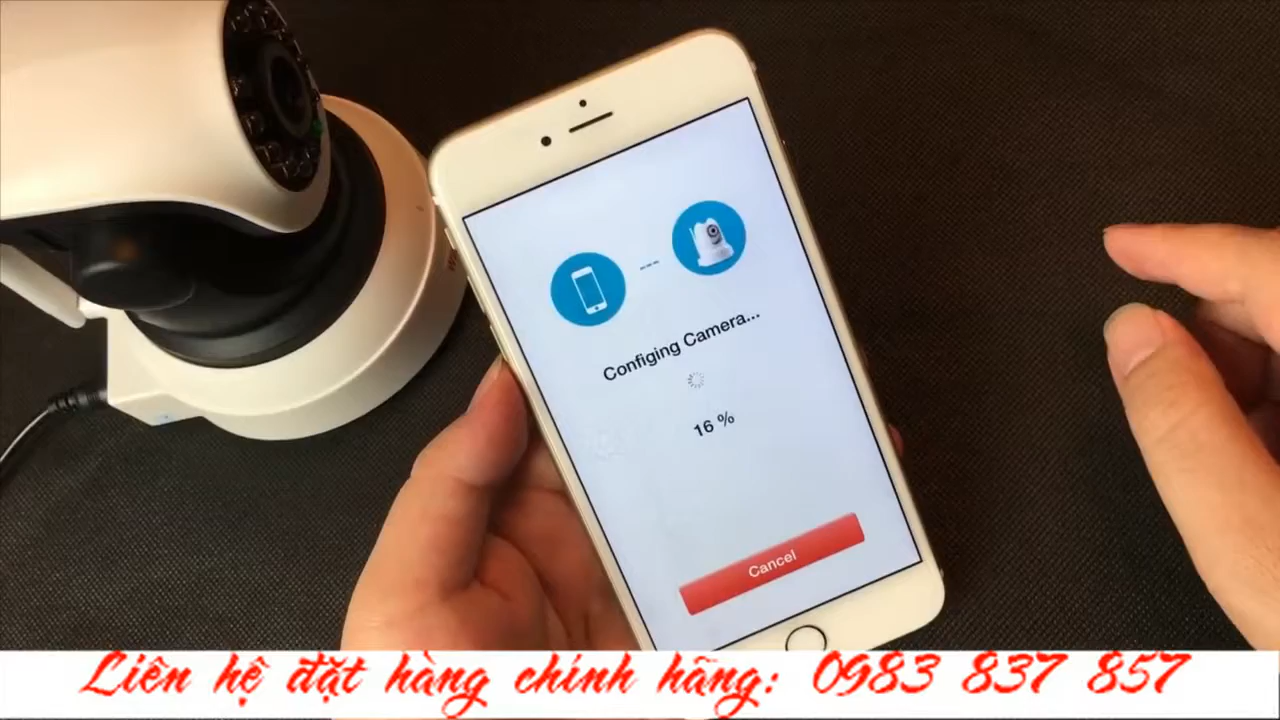 Configing Camera...
16 %
Cancel
Liên hệ đặt hàng chính hãng: 0983 837 857